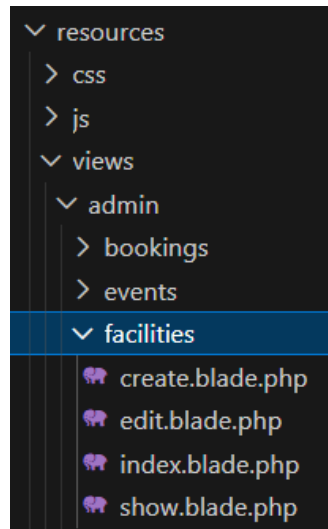 resources
css
js
views
admin
bookings
events
facilities
create.blade.php
edit.blade.php
index.blade.php
show.blade.php